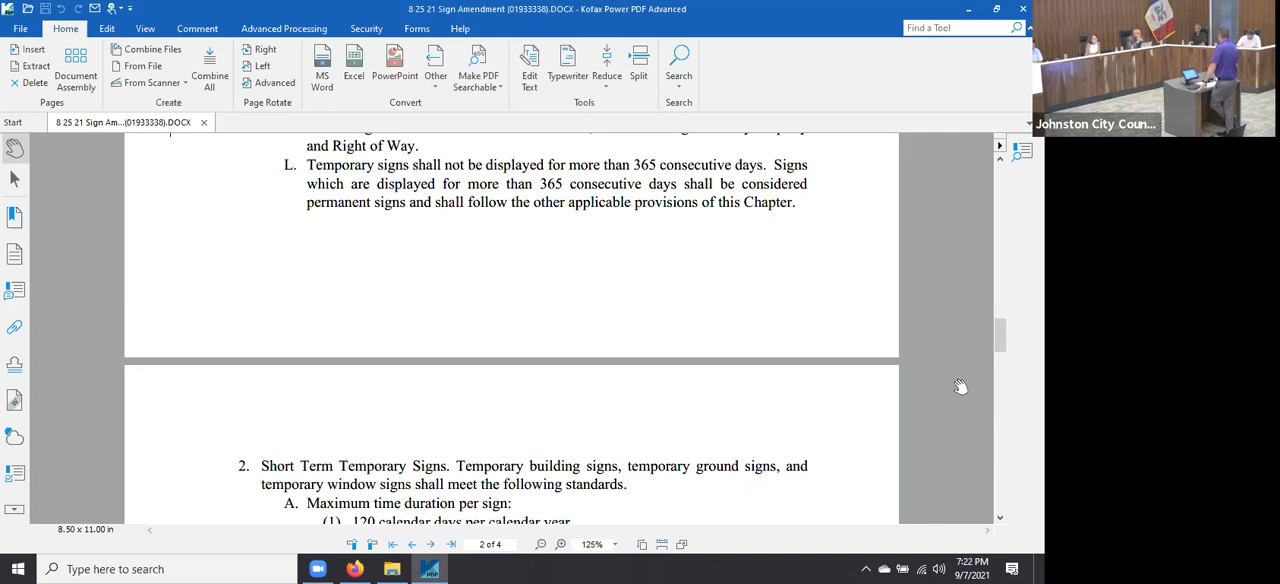 8 25 21 Sign Amendment (01933338).DOCX - Kofax Power PDF Advanced
File Home Edit View Comment Advanced Processing Security Forms Help Find a Tool
Insert
Extract
Delete
Document Assembly
Pages
Combine Files
From File
From Scanner
Combine All
Create
Right
Left
Advanced
Page Rotate
MS Word
Excel
PowerPoint
Other
Make PDF Searchable
Convert
Edit Text
Typewriter
Reduce
Split
Tools
Search
Search
Start
8 25 21 Sign Am...(01933338).DOCX
Johnston City Coun...
and Right of Way.
L. Temporary signs shall not be displayed for more than 365 consecutive days. Signs
which are displayed for more than 365 consecutive days shall be considered
permanent signs and shall follow the other applicable provisions of this Chapter.
2. Short Term Temporary Signs. Temporary building signs, temporary ground signs, and
temporary window signs shall meet the following standards.
A. Maximum time duration per sign:
(1) 120 calendar days per calendar year
8.50 x 11.00 in
2 of 4
125%
Type here to search
7:22 PM
9/7/2021